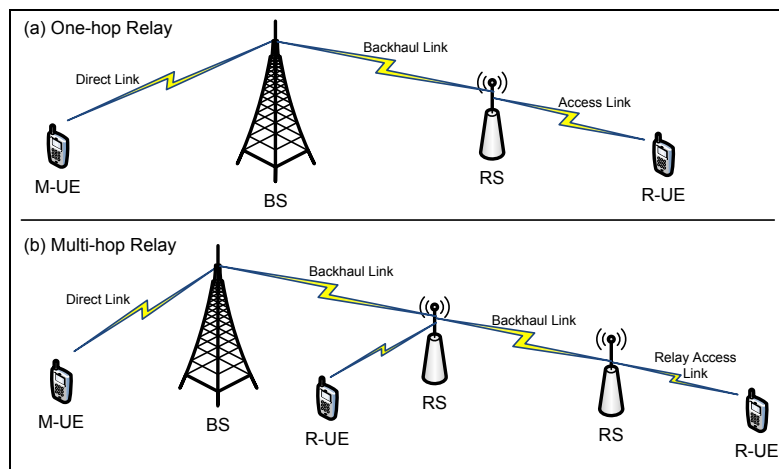 (a) One-hop Relay
Backhaul Link
Direct Link
Access Link
M-UE
BS
RS
R-UE
(b) Multi-hop Relay
Backhaul Link
Direct Link
Backhaul Link
Relay Access
Link
M-UE
BS
R-UE
RS
RS
R-UE